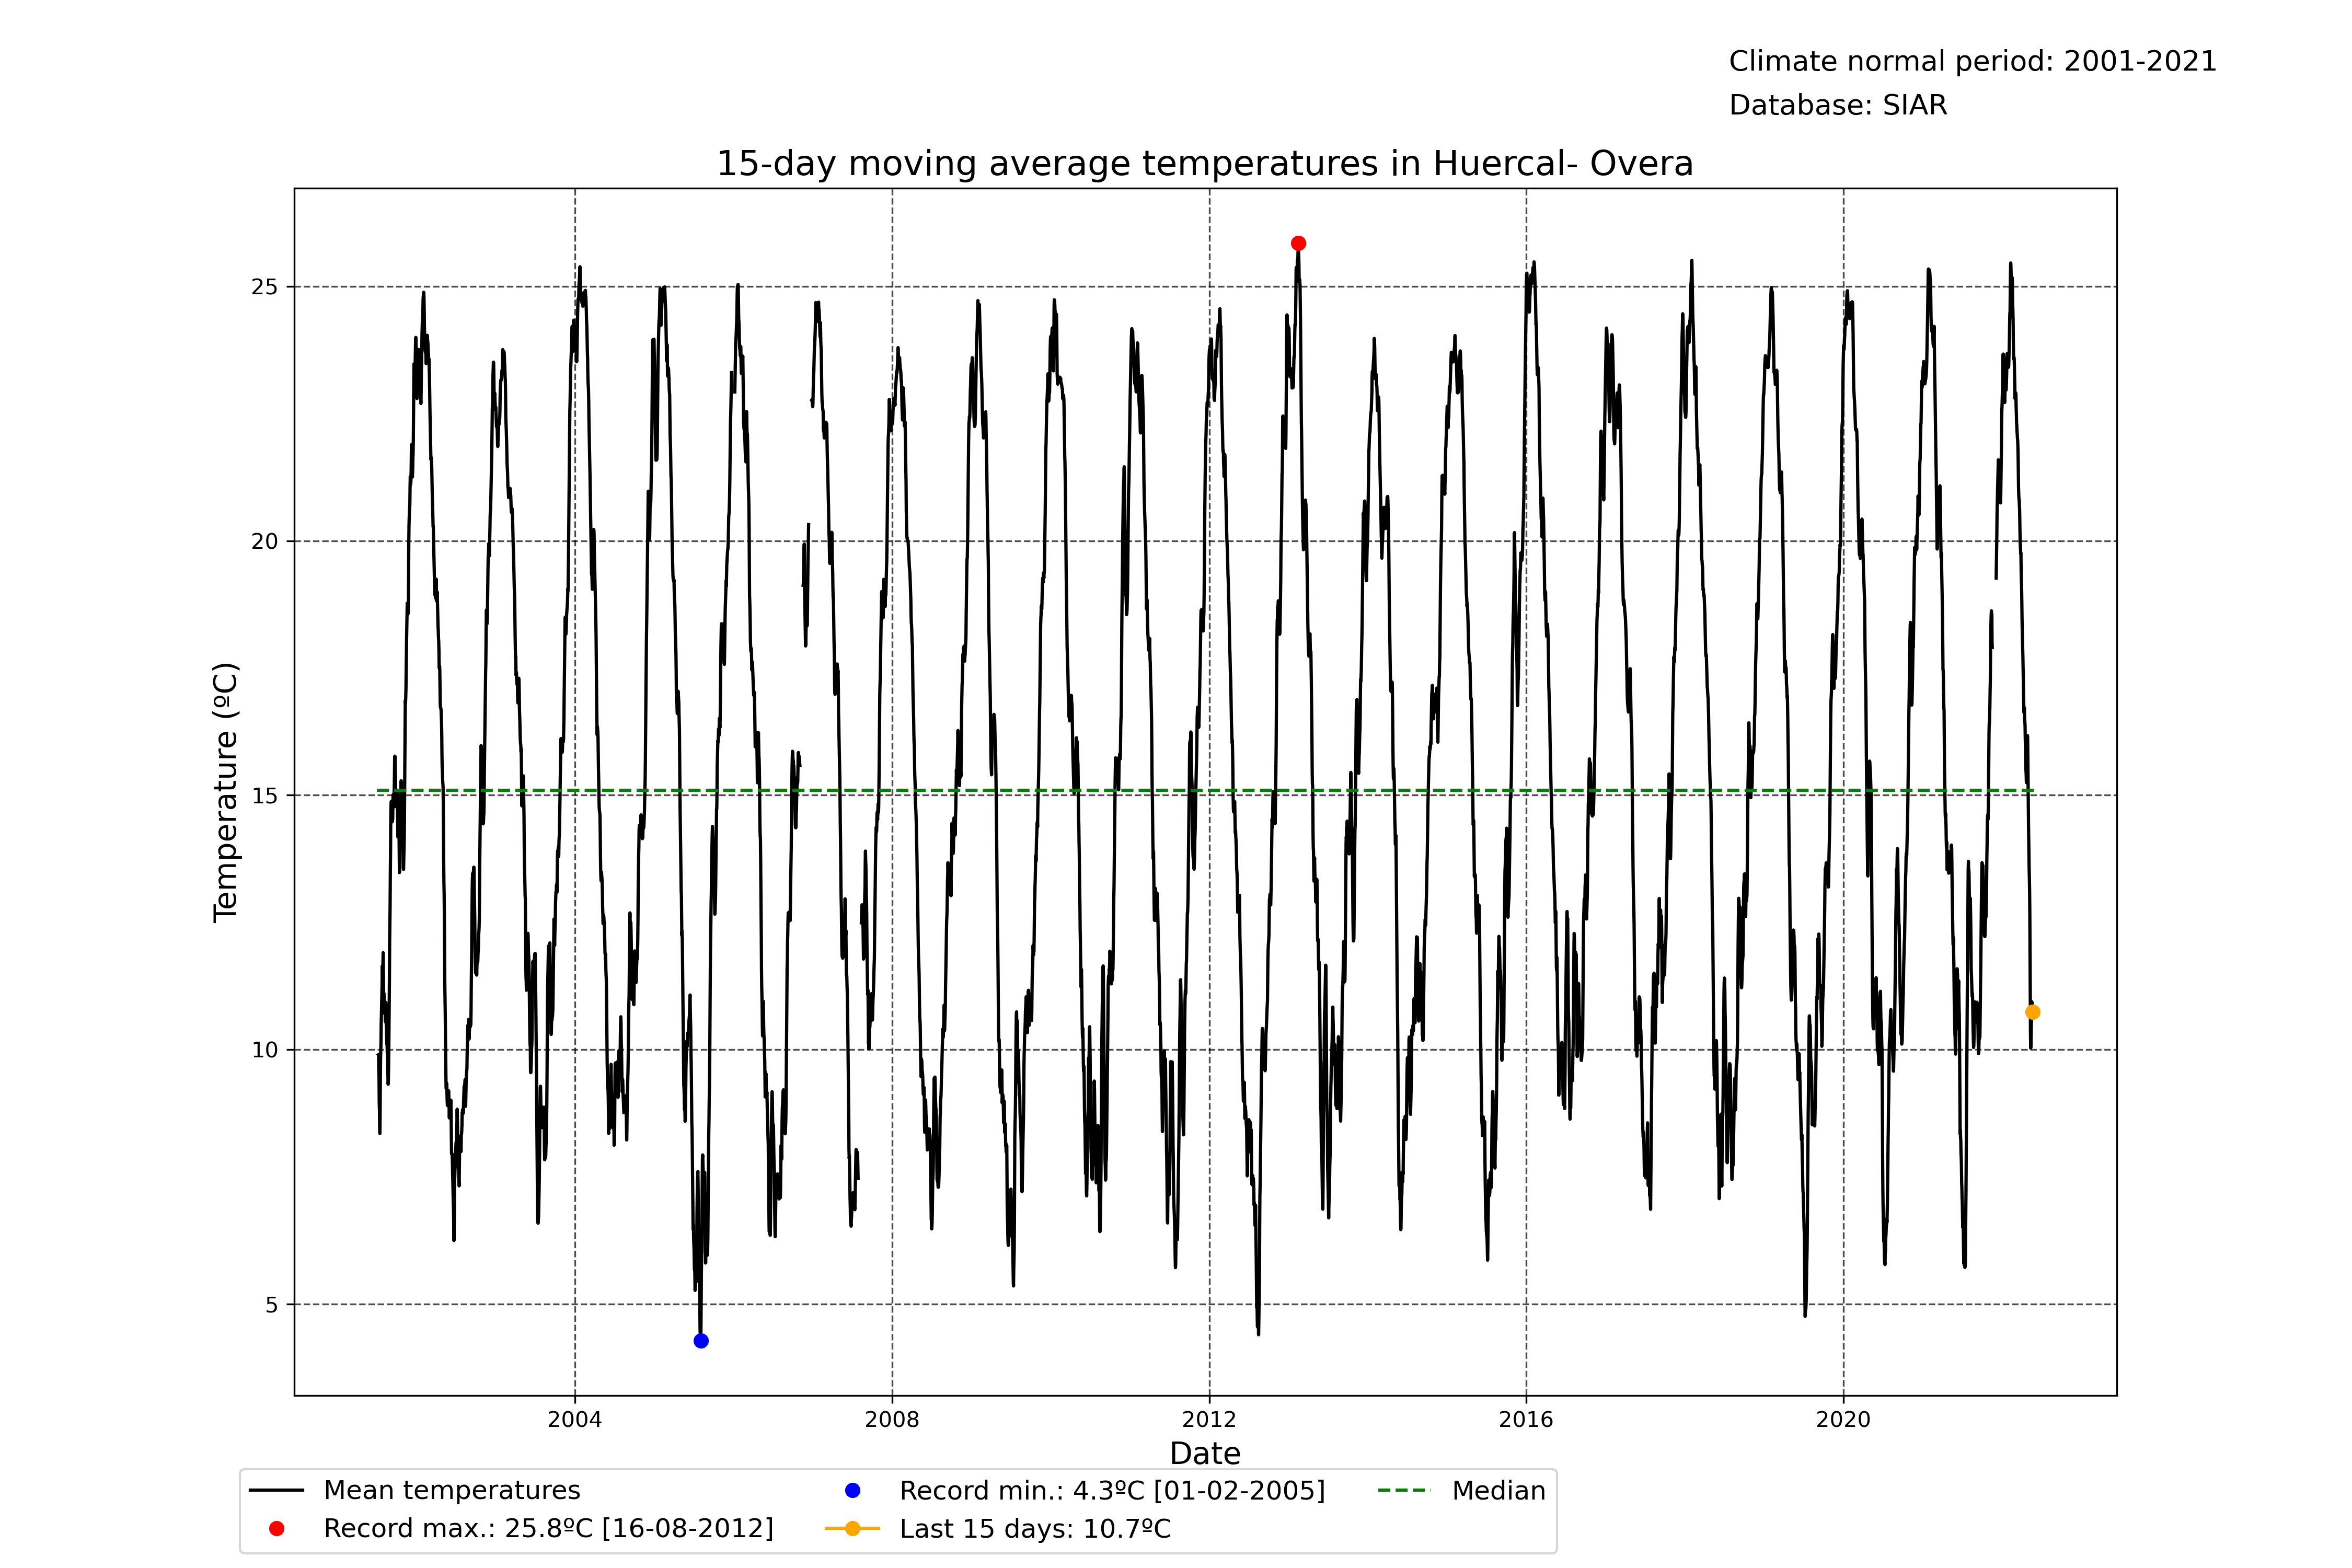 Climate normal period: 2001-2021
Database: SIAR
15-day moving average temperatures in Huercal- Overa
Temperature (ºC)
25
20
15
10
5
2004
2008
2012
2016
2020
Date
Mean temperatures
Record max.: 25.8ºC [16-08-2012]
Record min.: 4.3ºC [01-02-2005]
Last 15 days: 10.7ºC
Median